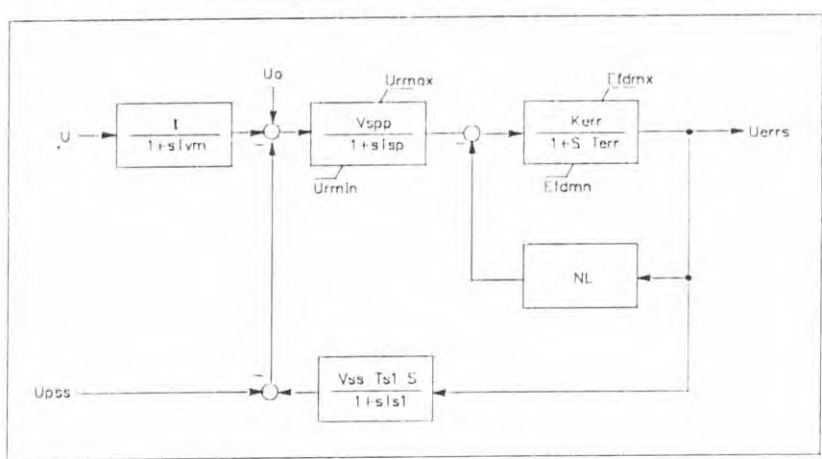 Uo
Urmax
Efdmx
U
1
1+sTvm
Vspp
1+sTsp
Kerr
1+S Terr
Uerrs
Urmin
Efdmn
NL
Upss
Vss Ts1 S
1+sTs1